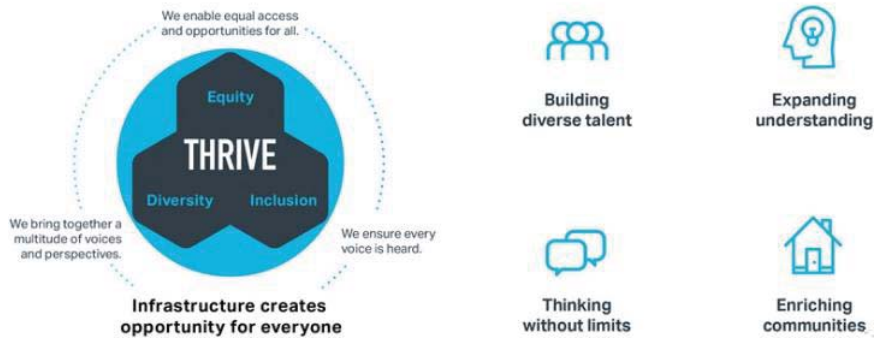 We enable equal access
and opportunities for all.
Equity
THRIVE
Diversity
Inclusion
We bring together a
multitude of voices
and perspectives.
We ensure every
voice is heard.
Infrastructure creates
opportunity for everyone
Building
diverse talent
Expanding
understanding
Thinking
without limits
Enriching
communities